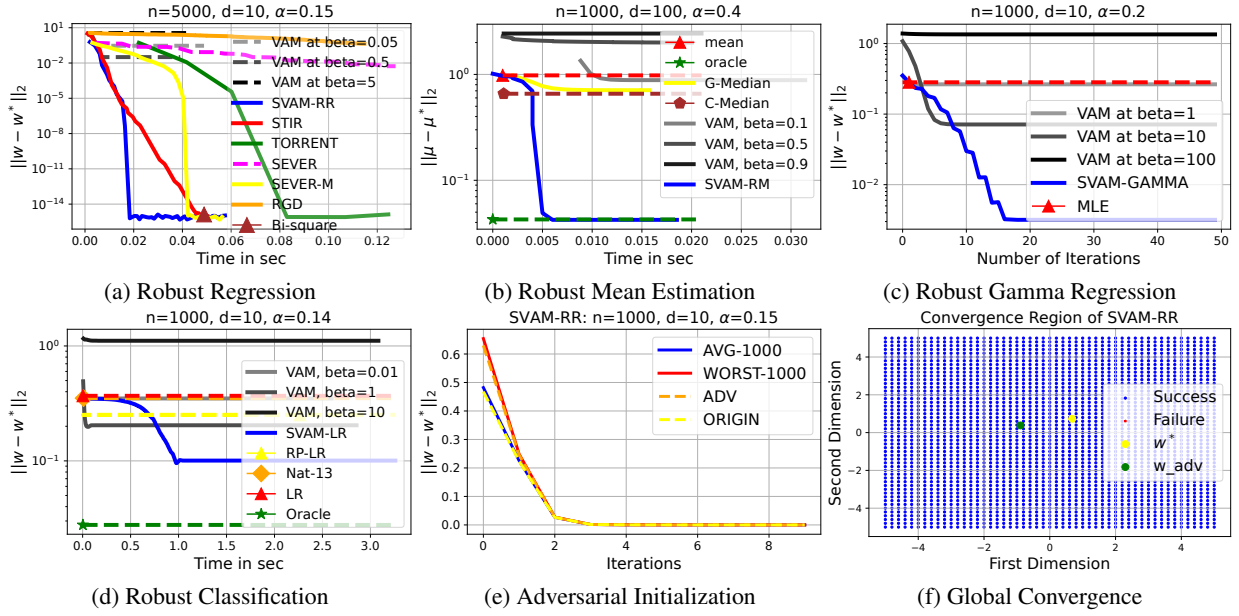 n=5000, d=10, α=0.15
||w − w*||₂
10¹
10⁻²
10⁻⁵
10⁻⁸
10⁻¹¹
10⁻¹⁴
VAM at beta=0.05
VAM at beta=0.5
VAM at beta=5
SVAM-RR
STIR
TORRENT
SEVER
SEVER-M
RGD
Bi-square
0.00 0.02 0.04 0.06 0.08 0.10 0.12
Time in sec
(a) Robust Regression
n=1000, d=100, α=0.4
||μ − μ*||₂
10⁰
10⁻¹
mean
oracle
G-Median
C-Median
VAM, beta=0.1
VAM, beta=0.5
VAM, beta=0.9
SVAM-RM
0.000 0.005 0.010 0.015 0.020 0.025 0.030
Time in sec
(b) Robust Mean Estimation
n=1000, d=10, α=0.2
||w − w*||₂
10⁰
10⁻¹
10⁻²
VAM at beta=1
VAM at beta=10
VAM at beta=100
SVAM-GAMMA
MLE
0 10 20 30 40 50
Number of Iterations
(c) Robust Gamma Regression
n=1000, d=10, α=0.14
||w − w*||₂
10⁰
10⁻¹
VAM, beta=0.01
VAM, beta=1
VAM, beta=10
SVAM-LR
RP-LR
Nat-13
LR
Oracle
0.0 0.5 1.0 1.5 2.0 2.5 3.0
Time in sec
(d) Robust Classification
SVAM-RR: n=1000, d=10, α=0.15
||w − w*||₂
0.6
0.5
0.4
0.3
0.2
0.1
0.0
AVG-1000
WORST-1000
ADV
ORIGIN
0 2 4 6 8
Iterations
(e) Adversarial Initialization
Convergence Region of SVAM-RR
Second Dimension
4
2
0
−2
−4
Success
Failure
w*
w_adv
−4 −2 0 2 4
First Dimension
(f) Global Convergence